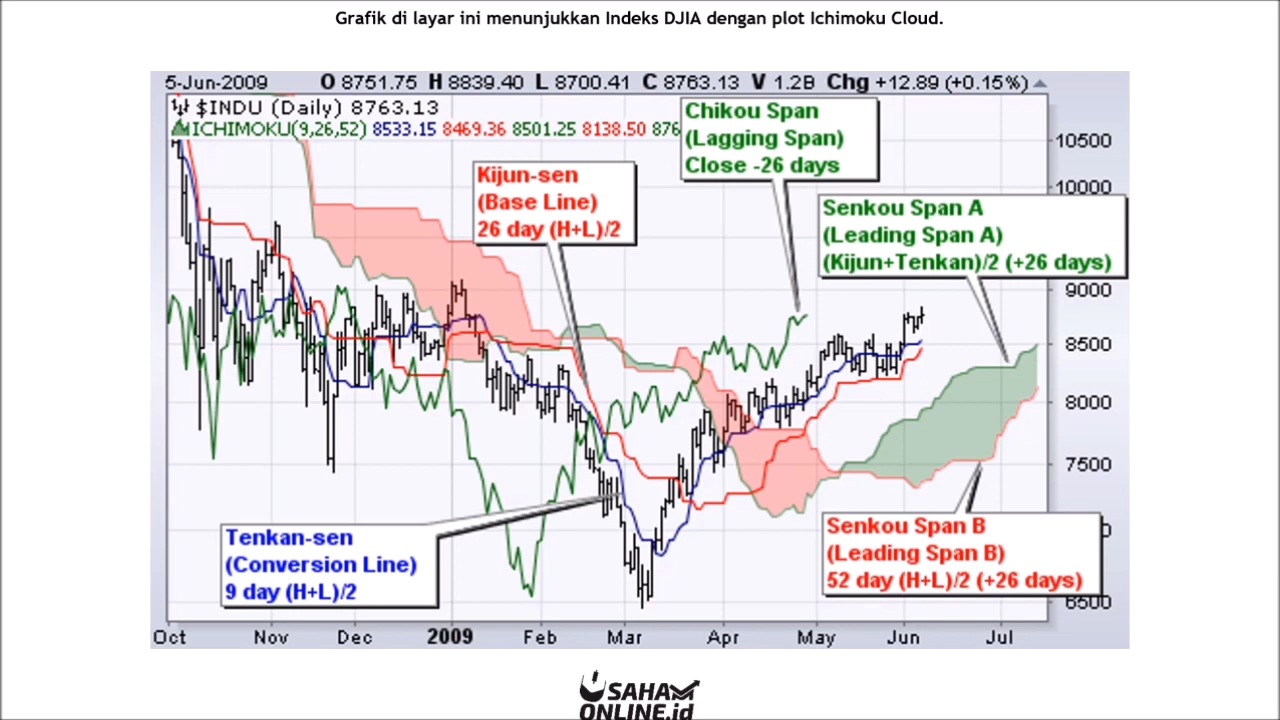 Grafik di layar ini menunjukkan Indeks DJIA dengan plot Ichimoku Cloud.
5-Jun-2009 O 8751.75 H 8839.40 L 8700.41 C 8763.13 V 1.2B Chg +12.89 (+0.15%)
$INDU (Daily) 8763.13
ICHIMOKU(9,26,52) 8533.15 8469.36 8501.25 8138.50 876
Chikou Span
(Lagging Span)
Close -26 days
Kijun-sen
(Base Line)
26 day (H+L)/2
Senkou Span A
(Leading Span A)
(Kijun+Tenkan)/2 (+26 days)
10500
10000
9000
8500
8000
7500
Senkou Span B
(Leading Span B)
52 day (H+L)/2 (+26 days)
Tenkan-sen
(Conversion Line)
9 day (H+L)/2
6500
Oct Nov Dec 2009 Feb Mar Apr May Jun Jul
SAHAM
ONLINE.id